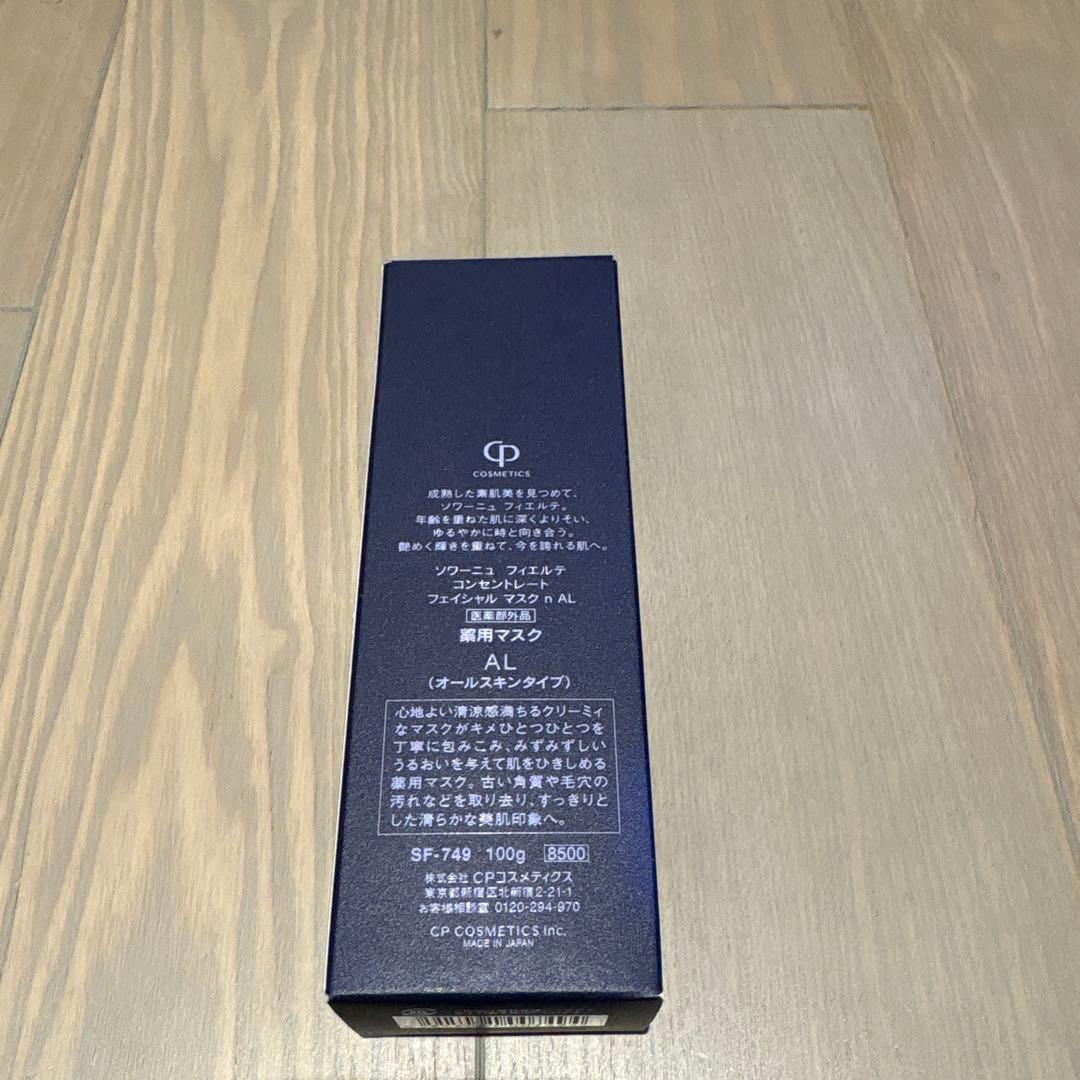 CP
COSMETICS
成熟した素肌美を見つめて、
ソワーニュ フィエルテ。
年齢を重ねた肌に深くよりそい、
ゆるやかに時と向き合う。
艶めく輝きを重ねて、今を誇れる肌へ。
ソワーニュ フィエルテ
コンセントレート
フェイシャル マスク n AL
医薬部外品
薬用マスク
AL
(オールスキンタイプ)
心地よい清涼感満ちるクリーミィ
なマスクがキメひとつひとつを
丁寧に包みこみ、みずみずしい
うるおいを与えて肌をひきしめる
薬用マスク。古い角質や毛穴の
汚れなどを取り去り、すっきりと
した清らかな美肌印象へ。
SF-749 100g 8500
株式会社 CPコスメティクス
東京都新宿区北新宿2-21-1
お客様相談室 0120-294-970
CP COSMETICS Inc.
MADE IN JAPAN